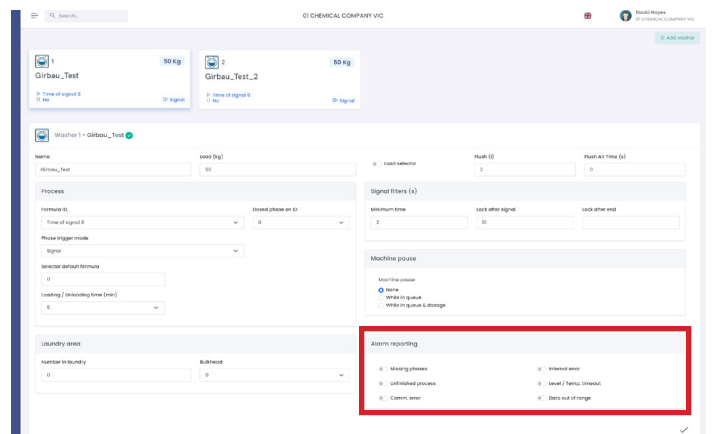 Search...
01 CHEMICAL COMPANY VIC
David Hayes
01 CHEMICAL COMPANY VIC
Add washer
1
50 Kg
Girbau_Test
Time of signal 8
No
Signal
2
50 Kg
Girbau_Test_2
Time of signal 8
No
Signal
Washer 1 - Girbau_Test
Name
Load (kg)
Load selector
Flush (l)
Flush Air Time (s)
Girbau_Test
50
2
0
Process
Formula ID.
Dosed phase on ID
Time of signal 8
0
Phase trigger mode
Signal
Selector default formula
0
Loading / Unloading time (min)
5
Signal filters (s)
Minimum time
Lock after signal
Lock after end
2
10
Machine pause
Machine pause
None
While in queue
While in queue & dosage
Laundry area
Number in laundry
Bulkhead
0
0
Alarm reporting
Missing phases
Internal error
Unfinished process
Level / Temp. timeout
Comm. error
Data out of range